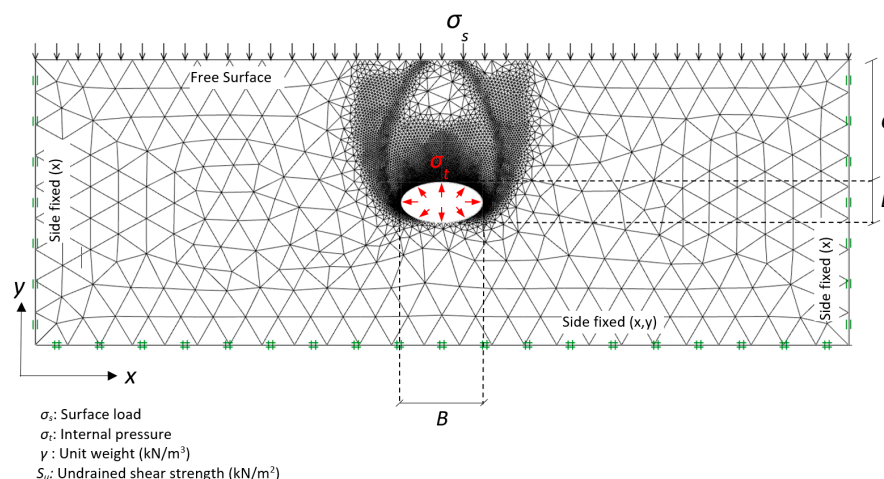 σs
Free Surface
σt
Side fixed (x)
Side fixed (x)
Side fixed (x,y)
y
x
B
σs: Surface load
σt: Internal pressure
γ : Unit weight (kN/m³)
Su: Undrained shear strength (kN/m²)